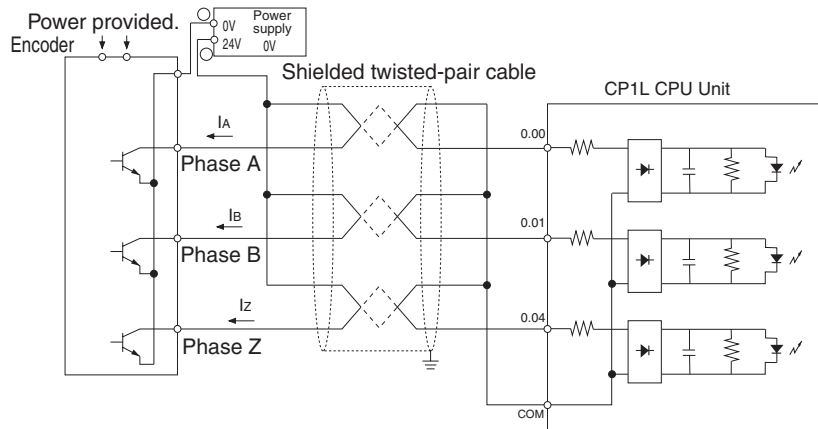 Power provided.
Encoder
0V
Power
supply
24V
0V
Shielded twisted-pair cable
CP1L CPU Unit
IA
Phase A
0.00
IB
Phase B
0.01
IZ
Phase Z
0.04
COM